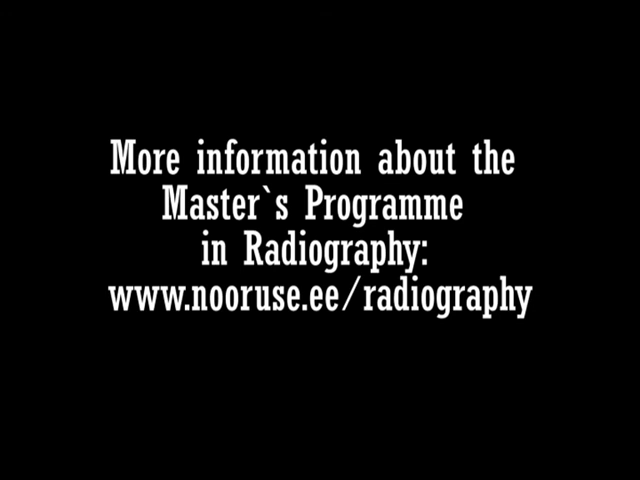 More information about the
Master`s Programme
in Radiography:
www.nooruse.ee/radiography